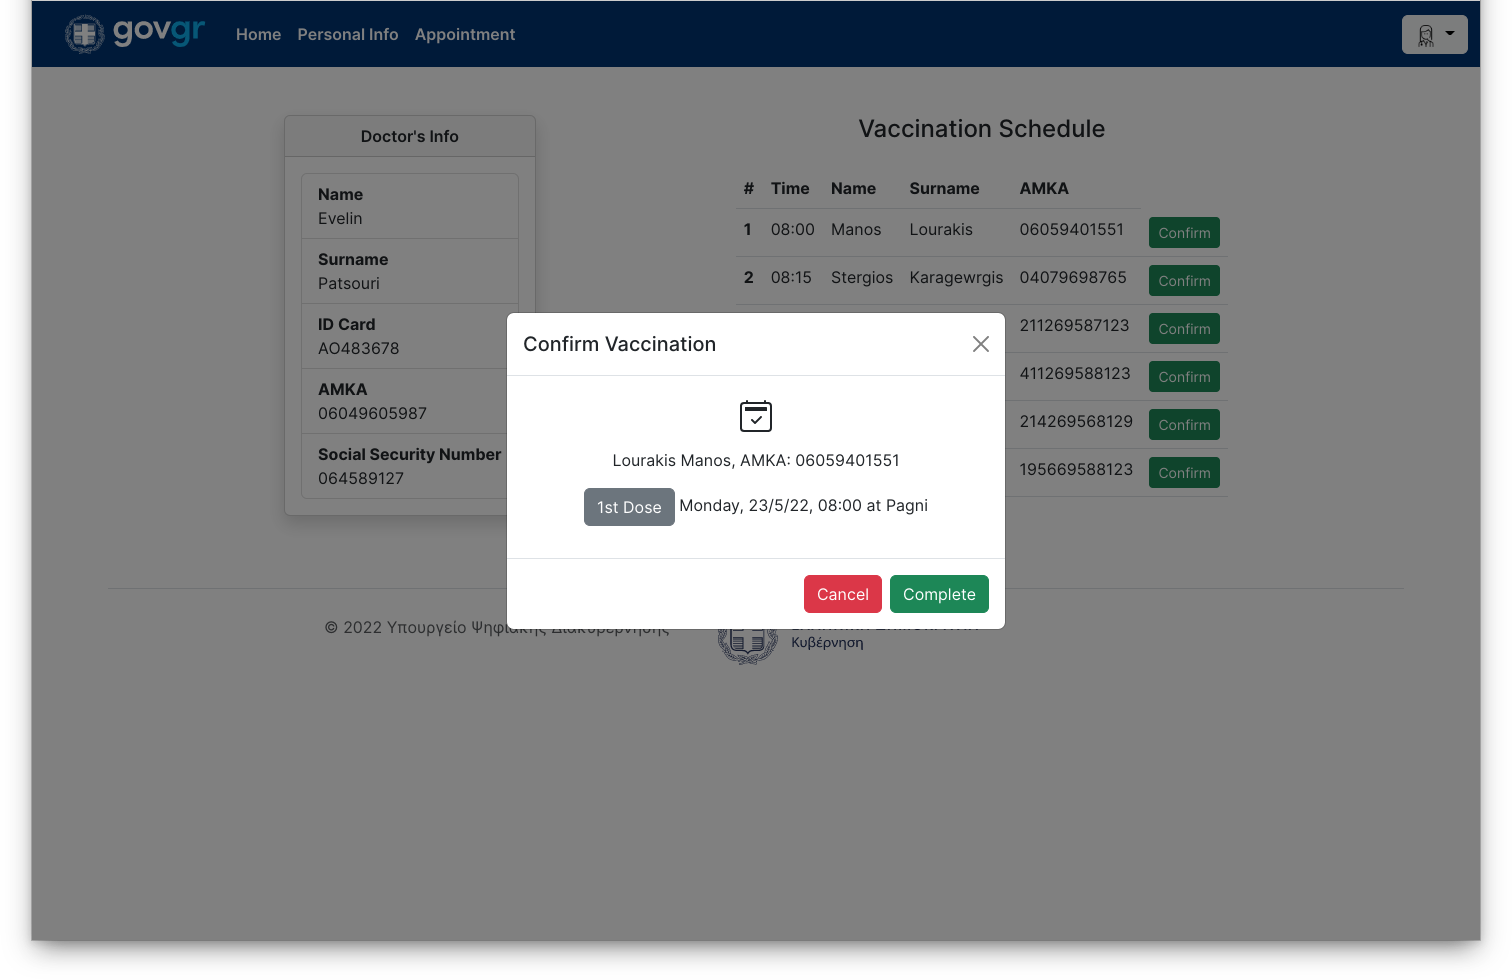 govgr Home Personal Info Appointment
Doctor's Info
Name
Evelin
Surname
Patsouri
ID Card
AO483678
AMKA
06049605987
Social Security Number
064589127
Vaccination Schedule
# Time Name Surname AMKA
1 08:00 Manos Lourakis 06059401551 Confirm
2 08:15 Stergios Karagewrgis 04079698765 Confirm
211269587123 Confirm
411269588123 Confirm
214269568129 Confirm
195669588123 Confirm
Confirm Vaccination
Lourakis Manos, AMKA: 06059401551
1st Dose Monday, 23/5/22, 08:00 at Pagni
Cancel Complete
© 2022 Υπουργείο Ψηφιακής Διακυβέρνησης
Κυβέρνηση